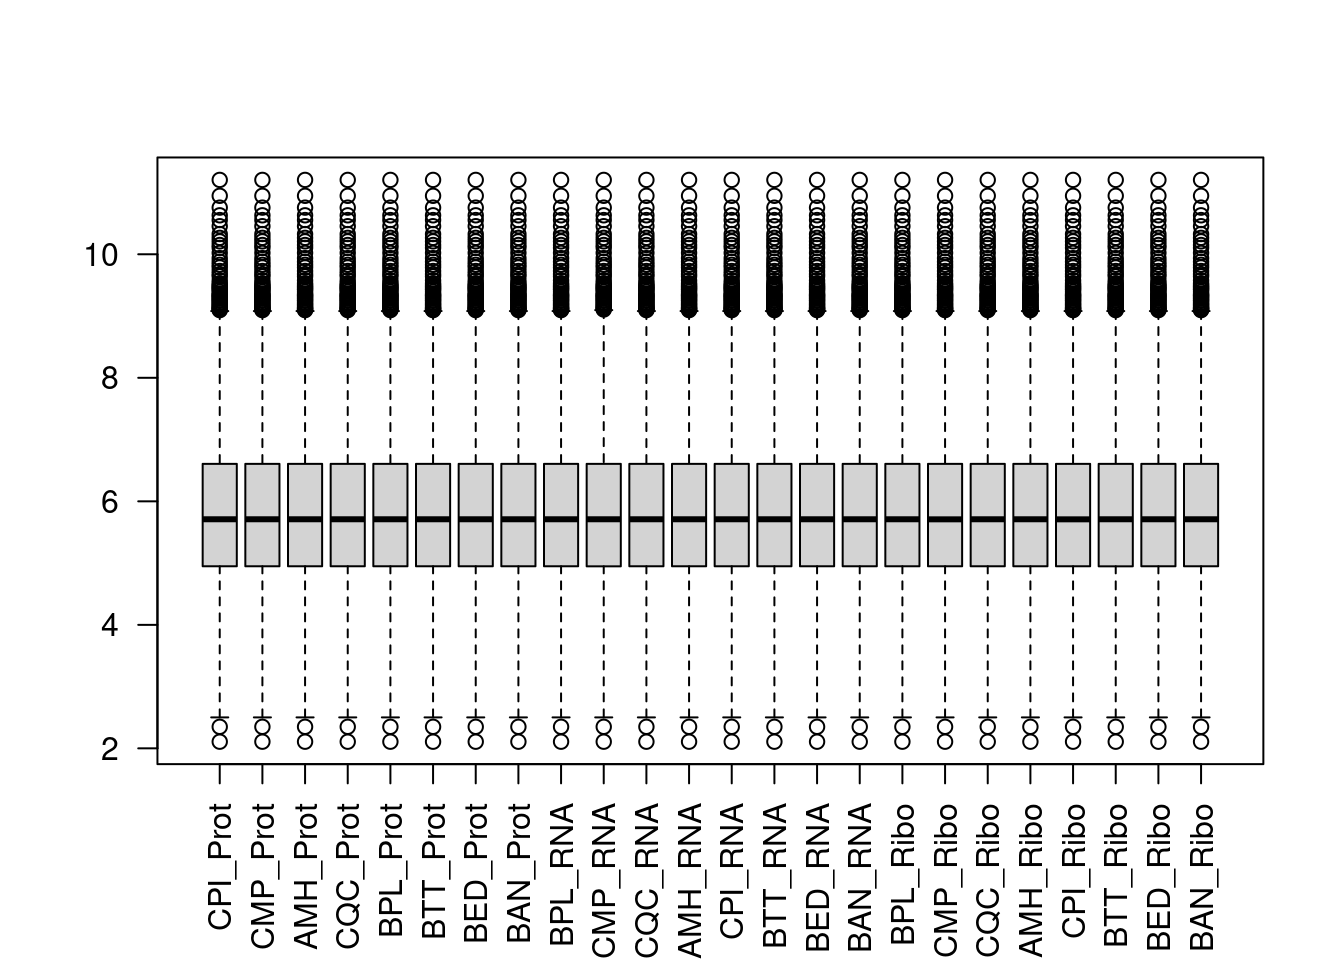 10
8
6
4
2
CPI_Prot
CMP_Prot
AMH_Prot
CQC_Prot
BPL_Prot
BTT_Prot
BED_Prot
BAN_Prot
BPL_RNA
CMP_RNA
CQC_RNA
AMH_RNA
CPI_RNA
BTT_RNA
BED_RNA
BAN_RNA
BPL_Ribo
CMP_Ribo
CQC_Ribo
AMH_Ribo
CPI_Ribo
BTT_Ribo
BED_Ribo
BAN_Ribo